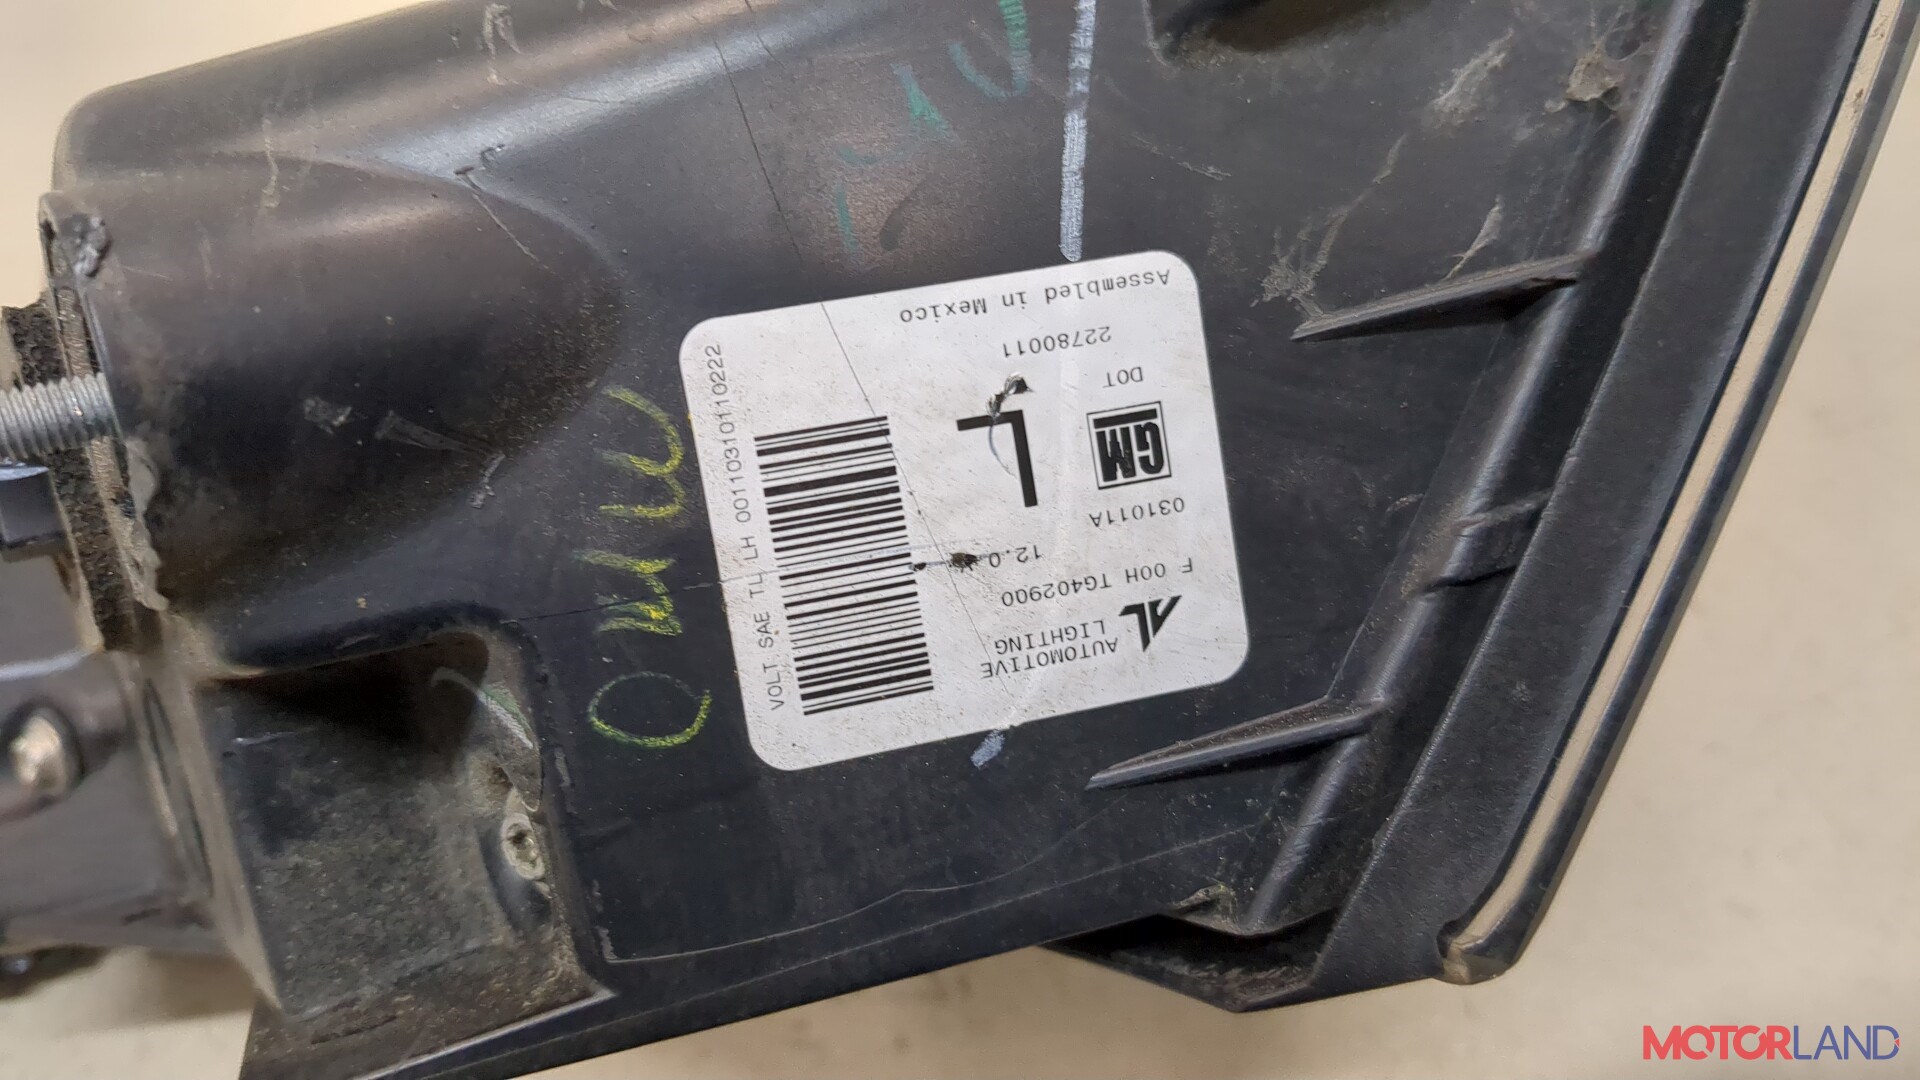 Assembled in Mexico
22780011
DOT
L
GM
031011A
12.0
F 00H TG402900
AL
AUTOMOTIVE
LIGHTING
VOLT SAE TL LH 00110310110222
MOTORLAND